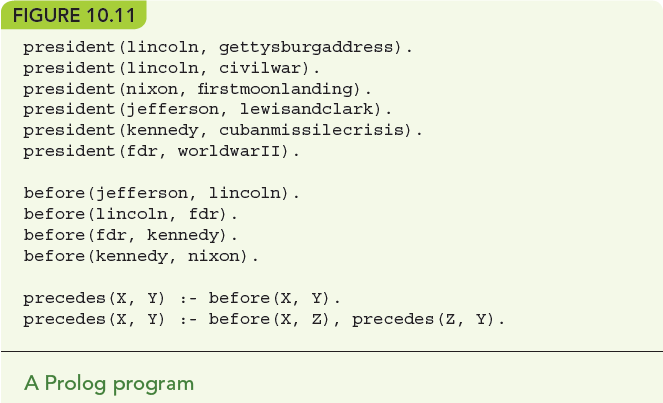 FIGURE 10.11
president(lincoln, gettysburgaddress).
president(lincoln, civilwar).
president(nixon, firstmoonlanding).
president(jefferson, lewisandclark).
president(kennedy, cubanmissilecrisis).
president(fdr, worldwarII).
before(jefferson, lincoln).
before(lincoln, fdr).
before(fdr, kennedy).
before(kennedy, nixon).
precedes(X, Y) :- before(X, Y).
precedes(X, Y) :- before(X, Z), precedes(Z, Y).
A Prolog program